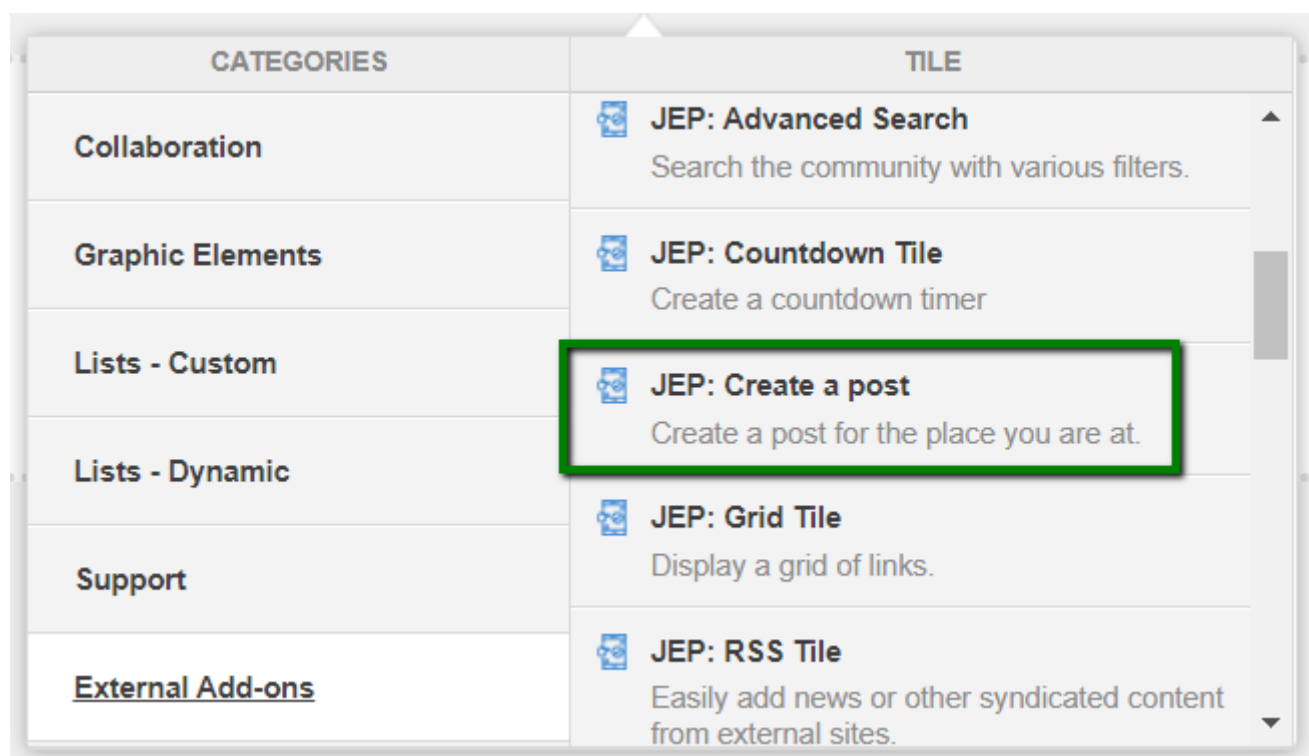 CATEGORIES
TILE
Collaboration
Graphic Elements
Lists - Custom
Lists - Dynamic
Support
External Add-ons
JEP: Advanced Search
Search the community with various filters.
JEP: Countdown Tile
Create a countdown timer
JEP: Create a post
Create a post for the place you are at.
JEP: Grid Tile
Display a grid of links.
JEP: RSS Tile
Easily add news or other syndicated content
from external sites.